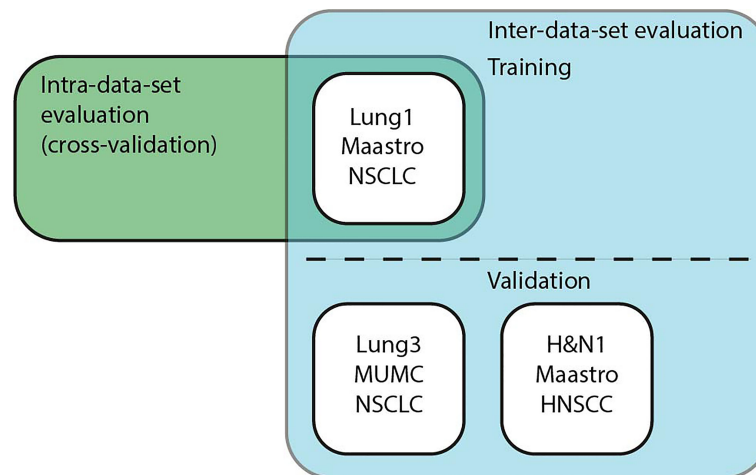 Inter-data-set evaluation
Training
Intra-data-set
evaluation
(cross-validation)
Lung1
Maastro
NSCLC
Validation
Lung3
MUMC
NSCLC
H&N1
Maastro
HNSCC